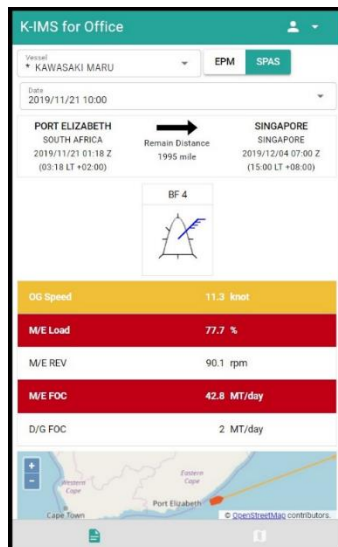 K-IMS for Office
Vessel
* KAWASAKI MARU
EPM
SPAS
Date
2019/11/21 10:00
PORT ELIZABETH
SOUTH AFRICA
2019/11/21 01:18 Z
(03:18 LT +02:00)
Remain Distance
1995 mile
SINGAPORE
SINGAPORE
2019/12/04 07:00 Z
(15:00 LT +08:00)
BF 4
OG Speed 11.3 knot
M/E Load 77.7 %
M/E REV 90.1 rpm
M/E FOC 42.8 MT/day
D/G FOC 2 MT/day
+
−
Western
Cape
Eastern
Cape
Port Elizabeth
Cape Town
© OpenStreetMap contributors.